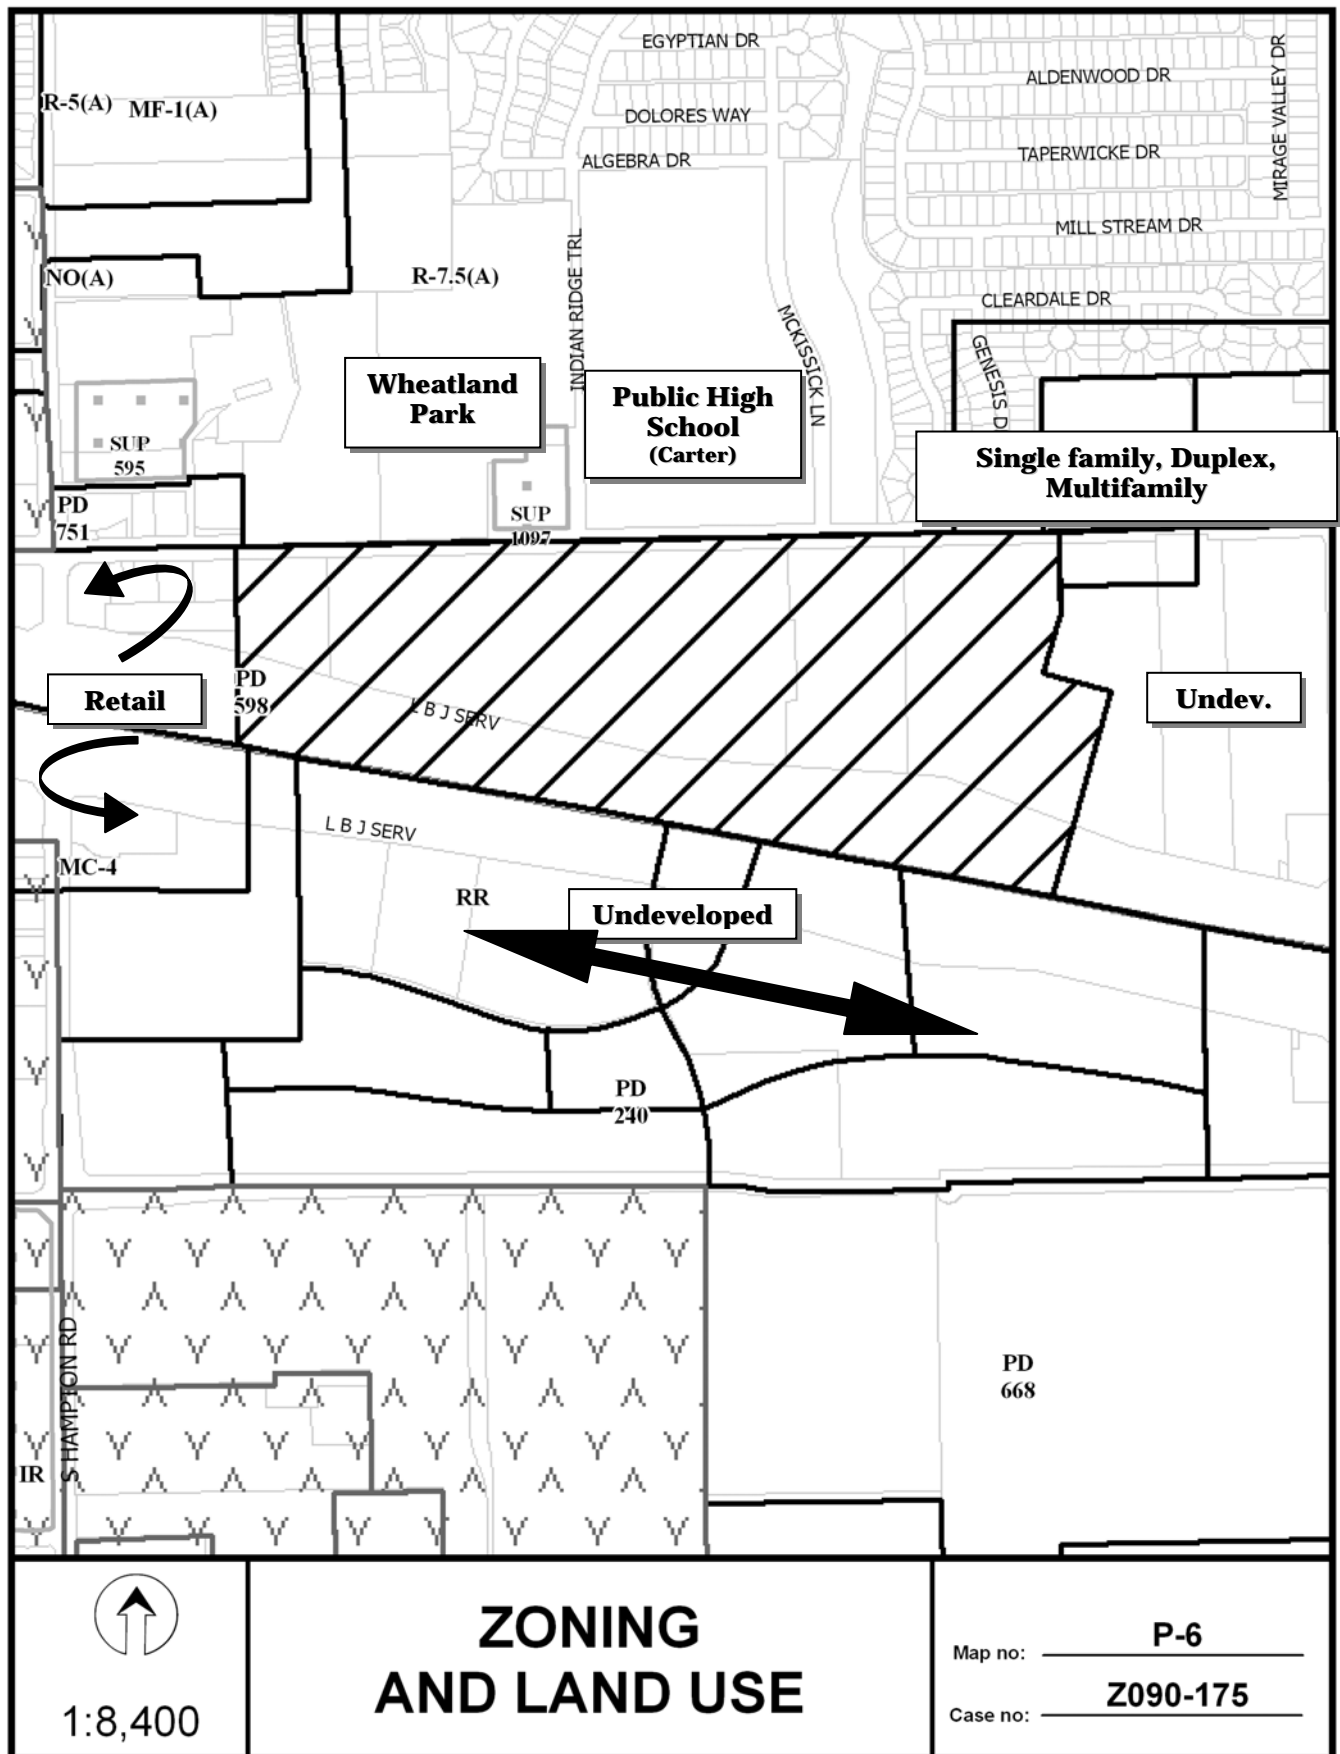 EGYPTIAN DR
ALDENWOOD DR
MIRAGE VALLEY DR
R-5(A)
MF-1(A)
DOLORES WAY
ALGEBRA DR
TAPERWICKE DR
MILL STREAM DR
NO(A)
R-7.5(A)
INDIAN RIDGE TRL
CLEARDALE DR
MCKISSICK LN
GENESIS D
Wheatland
Park
Public High
School
(Carter)
SUP
595
Single family, Duplex,
Multifamily
PD
751
SUP
1097
Retail
PD
598
L B J SERV
Undev.
L B J SERV
MC-4
RR
Undeveloped
PD
240
S HAMPTON RD
PD
668
IR
1:8,400
ZONING
AND LAND USE
Map no: P-6
Case no: Z090-175